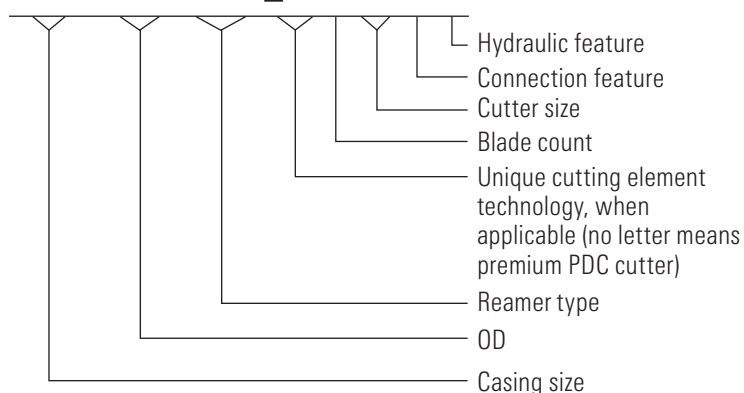 Hydraulic feature
Connection feature
Cutter size
Blade count
Unique cutting element
technology, when
applicable (no letter means
premium PDC cutter)
Reamer type
OD
Casing size